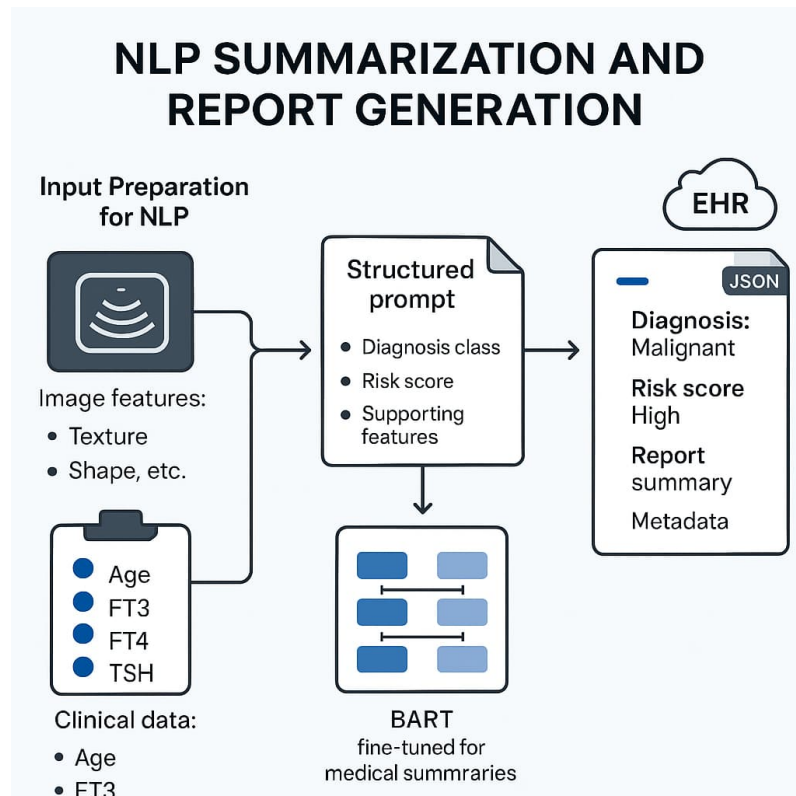 NLP SUMMARIZATION AND
REPORT GENERATION
Input Preparation
for NLP
Image features:
• Texture
• Shape, etc.
Age
FT3
FT4
TSH
Clinical data:
• Age
• FT3
Structured
prompt
• Diagnosis class
• Risk score
• Supporting
features
BART
fine-tuned for
medical summraries
EHR
JSON
Diagnosis:
Malignant
Risk score
High
Report
summary
Metadata